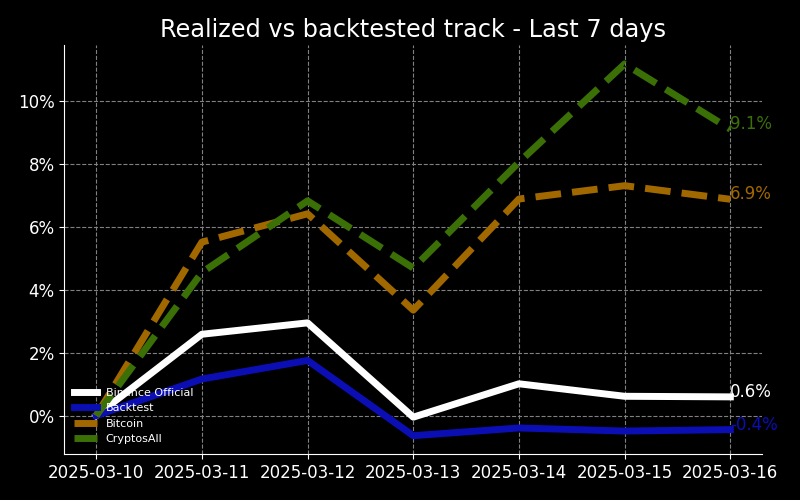 Realized vs backtested track - Last 7 days
10%
8%
6%
4%
2%
0%
9.1%
6.9%
0.6%
-0.4%
Binance Official
Backtest
Bitcoin
CryptosAll
2025-03-10 2025-03-11 2025-03-12 2025-03-13 2025-03-14 2025-03-15 2025-03-16